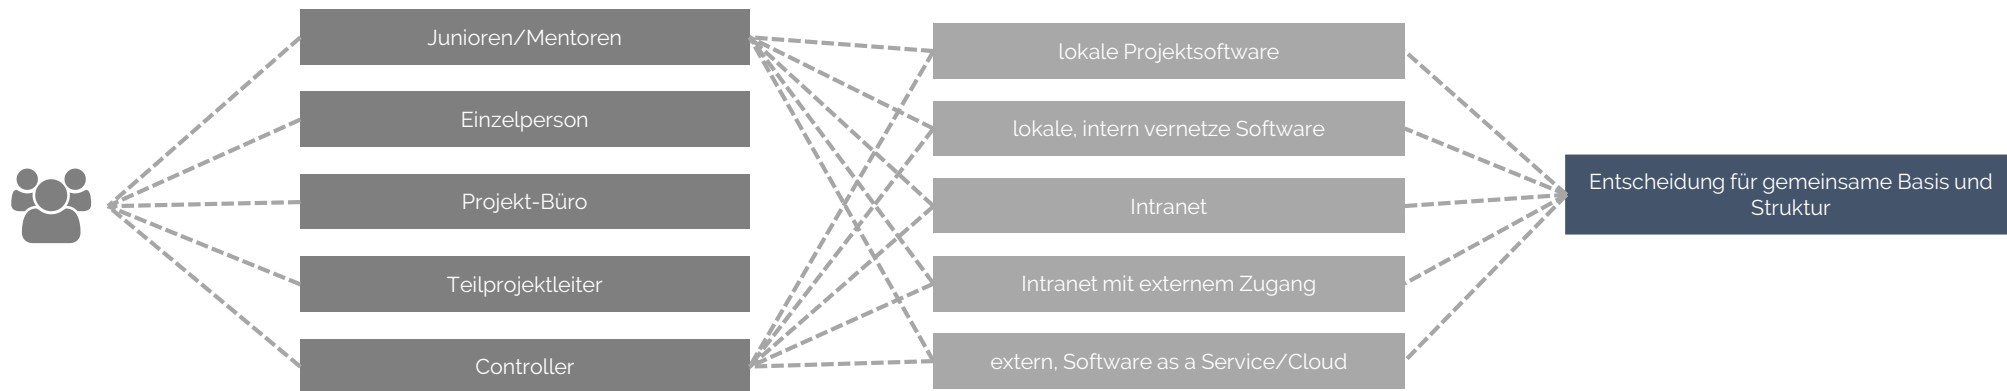 Junioren/Mentoren
Einzelperson
Projekt-Büro
Teilprojektleiter
Controller
lokale Projektsoftware
lokale, intern vernetze Software
Intranet
Intranet mit externem Zugang
extern, Software as a Service/Cloud
Entscheidung für gemeinsame Basis und
Struktur